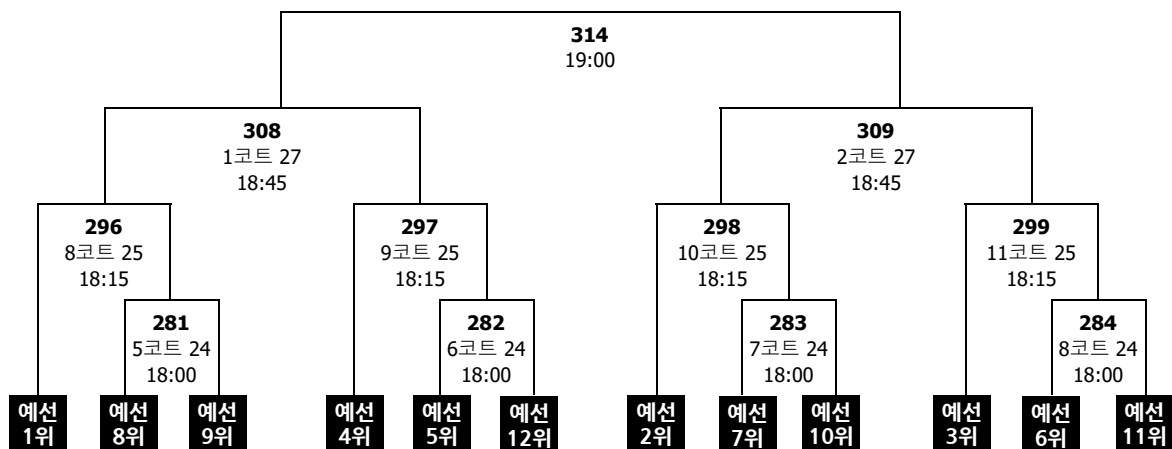 314
19:00
308
1코트 27
18:45
309
2코트 27
18:45
296
8코트 25
18:15
297
9코트 25
18:15
298
10코트 25
18:15
299
11코트 25
18:15
281
5코트 24
18:00
282
6코트 24
18:00
283
7코트 24
18:00
284
8코트 24
18:00
예선
1위
예선
8위
예선
9위
예선
4위
예선
5위
예선
12위
예선
2위
예선
7위
예선
10위
예선
3위
예선
6위
예선
11위